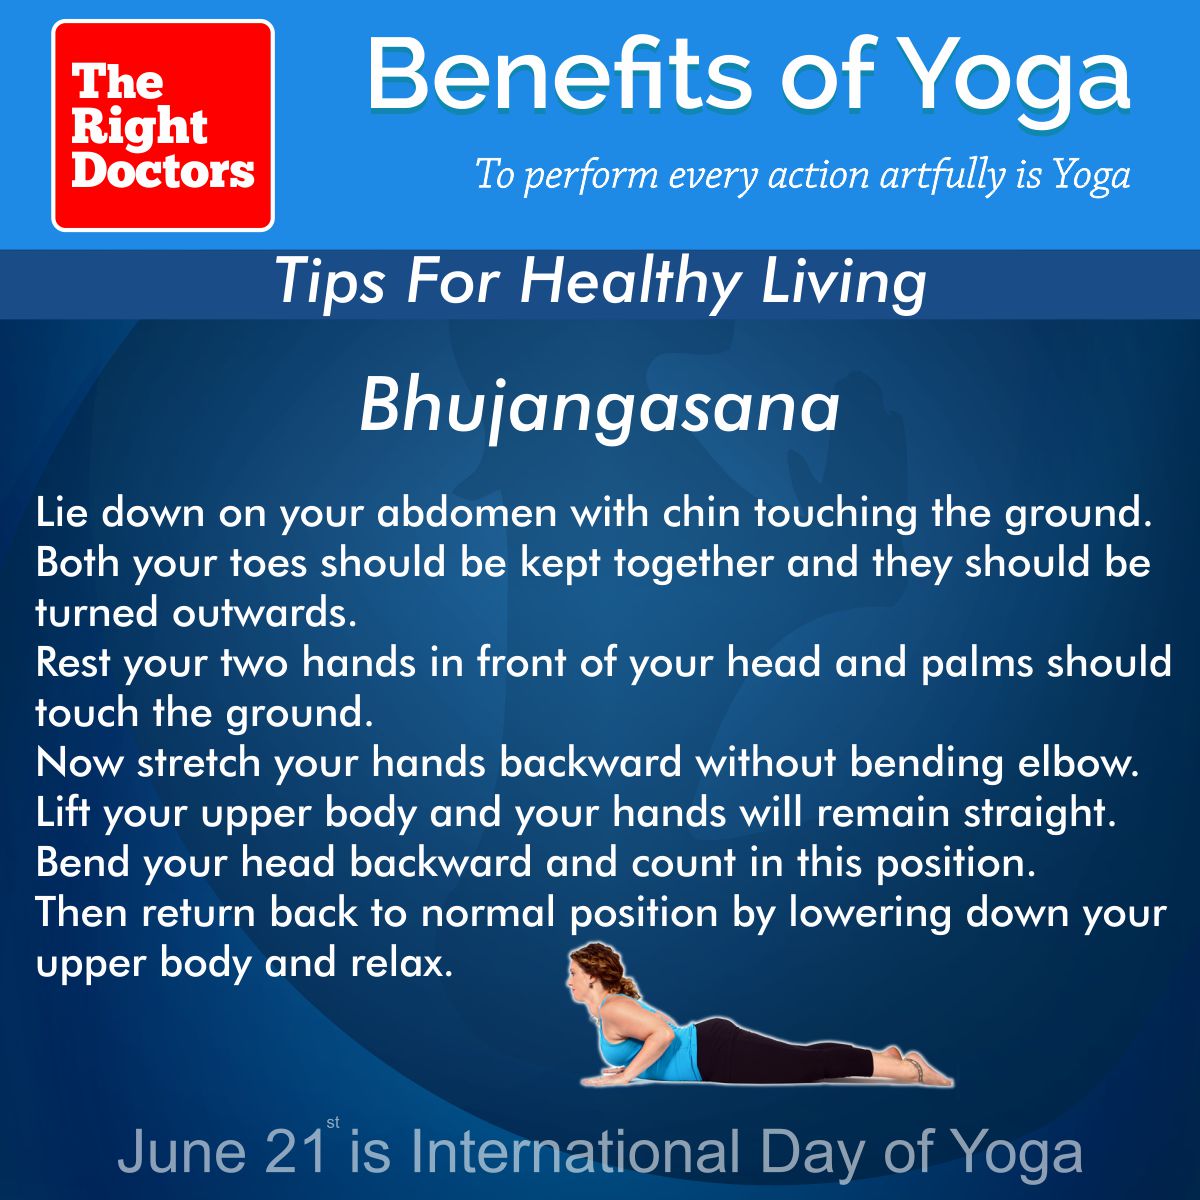 The
Right
Doctors
Benefits of Yoga
To perform every action artfully is Yoga
Tips For Healthy Living
Bhujangasana
Lie down on your abdomen with chin touching the ground.
Both your toes should be kept together and they should be
turned outwards.
Rest your two hands in front of your head and palms should
touch the ground.
Now stretch your hands backward without bending elbow.
Lift your upper body and your hands will remain straight.
Bend your head backward and count in this position.
Then return back to normal position by lowering down your
upper body and relax.
June 21st is International Day of Yoga